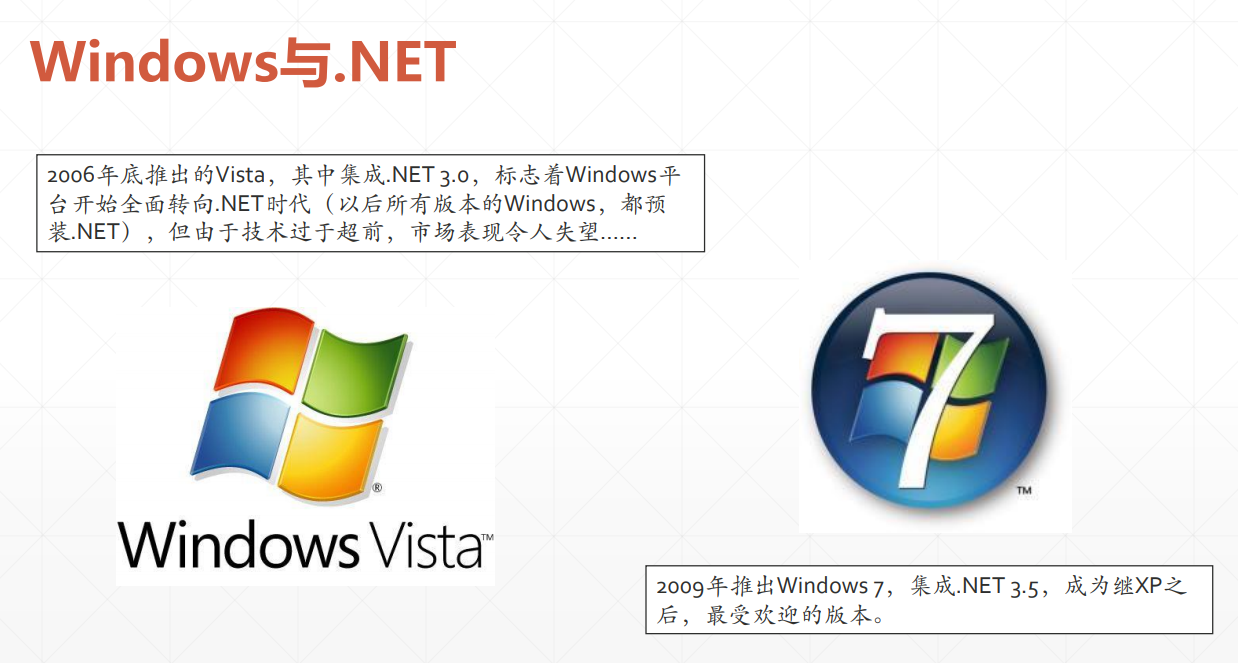 Windows与.NET
2006年底推出的Vista，其中集成.NET 3.0，标志着Windows平
台开始全面转向.NET时代（以后所有版本的Windows，都预
装.NET），但由于技术过于超前，市场表现令人失望……
7
®
™
Windows Vista™
2009年推出Windows 7，集成.NET 3.5，成为继XP之
后，最受欢迎的版本。